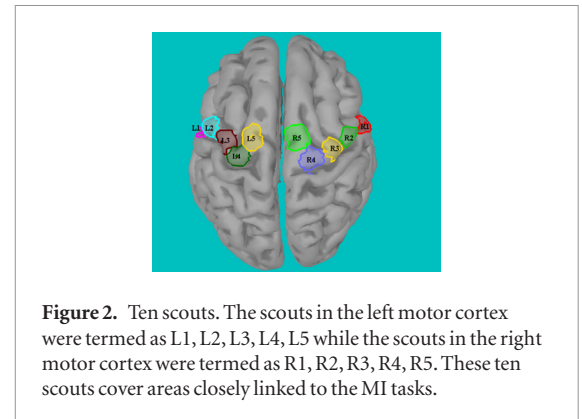 L1 L2 L3 L4 L5 R5 R4 R3 R2 R1
Figure 2. Ten scouts. The scouts in the left motor cortex
were termed as L1, L2, L3, L4, L5 while the scouts in the right
motor cortex were termed as R1, R2, R3, R4, R5. These ten
scouts cover areas closely linked to the MI tasks.